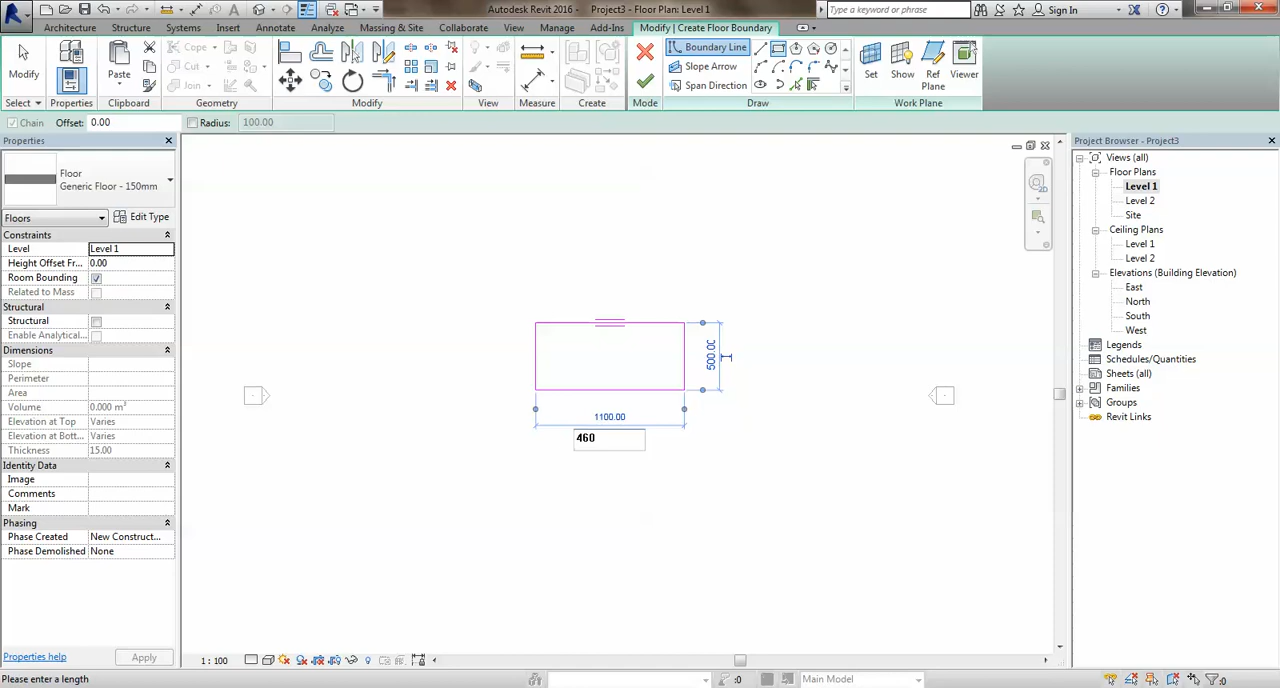 Autodesk Revit 2016 - Project3 - Floor Plan: Level 1
Type a keyword or phrase
Sign In
Architecture Structure Systems Insert Annotate Analyze Massing & Site Collaborate View Manage Add-Ins Modify | Create Floor Boundary
Modify
Select
Properties
Paste
Clipboard
Cope
Cut
Join
Geometry
Modify
View
Measure
Create
Mode
Boundary Line
Slope Arrow
Span Direction
Draw
Set
Show
Ref
Plane
Viewer
Work Plane
Chain Offset: 0.00 Radius: 100.00
Properties
Floor
Generic Floor - 150mm
Floors Edit Type
Constraints
Level Level 1
Height Offset Fr... 0.00
Room Bounding
Related to Mass
Structural
Structural
Enable Analytical...
Dimensions
Slope
Perimeter
Area
Volume 0.000 m³
Elevation at Top Varies
Elevation at Bott... Varies
Thickness 15.00
Identity Data
Image
Comments
Mark
Phasing
Phase Created New Construct...
Phase Demolished None
Properties help Apply
500.00
1100.00
460
Project Browser - Project3
Views (all)
Floor Plans
Level 1
Level 2
Site
Ceiling Plans
Level 1
Level 2
Elevations (Building Elevation)
East
North
South
West
Legends
Schedules/Quantities
Sheets (all)
Families
Groups
Revit Links
1 : 100
Please enter a length
:0
Main Model
:0